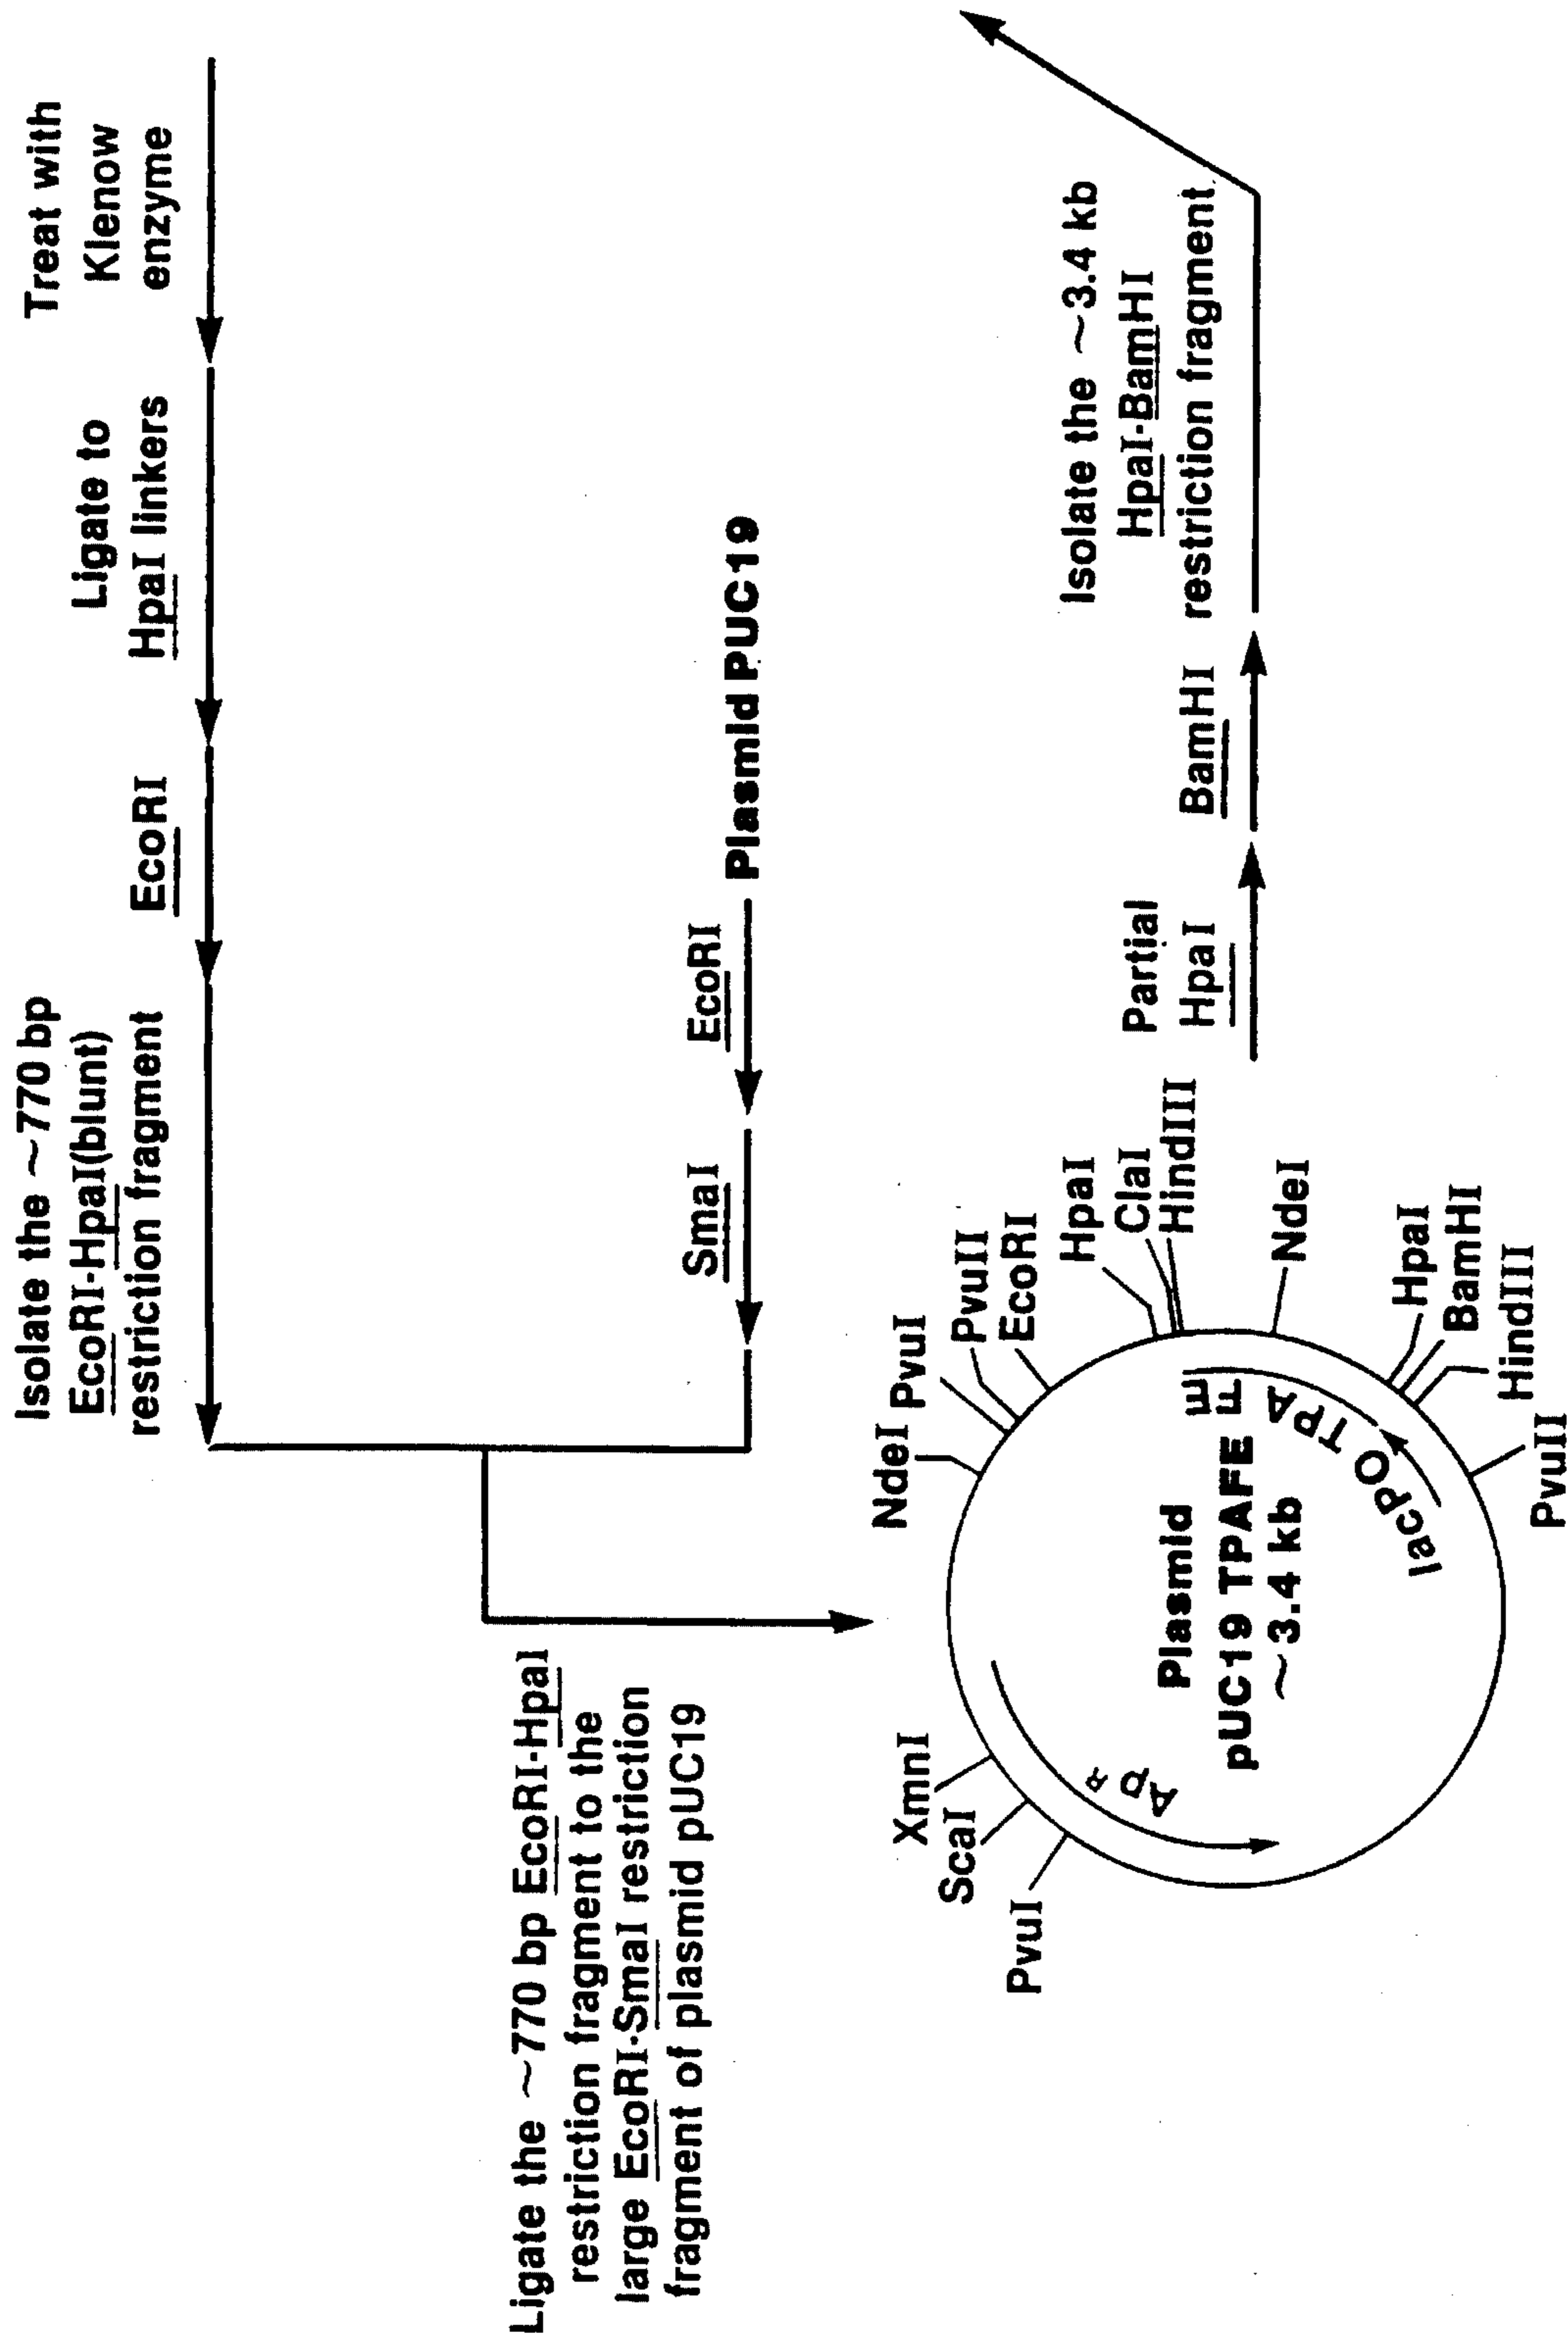 Treat with
Klenow
enzyme
Ligate to
HpaI linkers
EcoRI
Isolate the ~770 bp
EcoRI-HpaI(blunt)
restriction fragment
Plasmid PUC19
EcoRI
SmaI
Ligate the ~770 bp EcoRI-HpaI
restriction fragment to the
large EcoRI-SmaI restriction
fragment of plasmid pUC19
XmnI
ScaI
PvuI
NdeI
PvuI
PvuII
EcoRI
HpaI
ClaI
HindIII
NdeI
HpaI
BamHI
HindIII
PvuII
ApR
Plasmid
pUC19 TPAFE
~3.4 kb
TPA
lacPO
Partial
HpaI
BamHI
Isolate the ~3.4 kb
HpaI-BamHI
restriction fragment